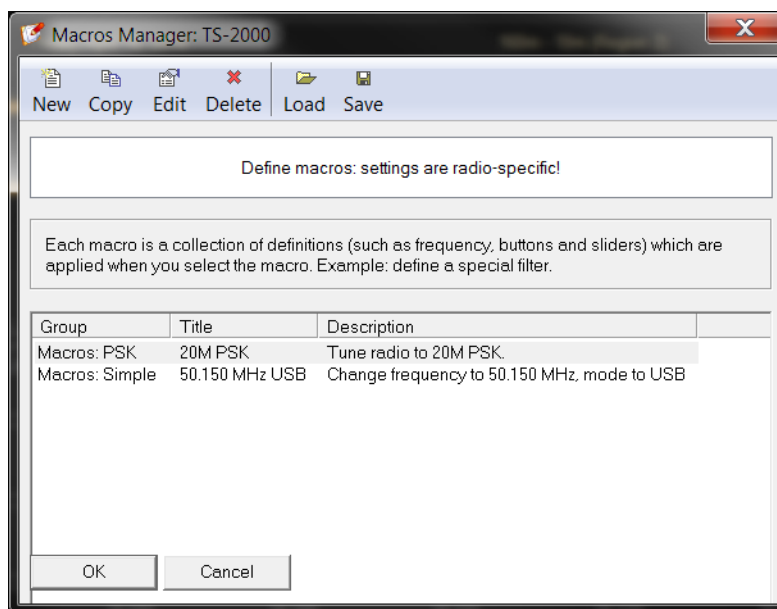 Macros Manager: TS-2000
New Copy Edit Delete Load Save
Define macros: settings are radio-specific!
Each macro is a collection of definitions (such as frequency, buttons and sliders) which are
applied when you select the macro. Example: define a special filter.
Group Title Description
Macros: PSK 20M PSK Tune radio to 20M PSK.
Macros: Simple 50.150 MHz USB Change frequency to 50.150 MHz, mode to USB
OK Cancel